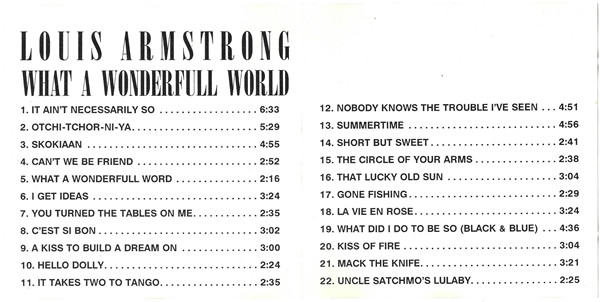 LOUIS ARMSTRONG
WHAT A WONDERFULL WORLD
1. IT AIN'T NECESSARILY SO .................. 6:33
2. OTCHI-TCHOR-NI-YA....................... 5:29
3. SKOKIAAN ................................ 4:55
4. CAN'T WE BE FRIEND ...................... 2:52
5. WHAT A WONDERFULL WORD ................ 2:16
6. I GET IDEAS .............................. 3:24
7. YOU TURNED THE TABLES ON ME............ 2:35
8. C'EST SI BON ............................. 3:02
9. A KISS TO BUILD A DREAM ON .............. 3:00
10. HELLO DOLLY............................. 2:24
11. IT TAKES TWO TO TANGO................... 2:35
12. NOBODY KNOWS THE TROUBLE I'VE SEEN ... 4:51
13. SUMMERTIME ............................ 4:56
14. SHORT BUT SWEET........................ 2:41
15. THE CIRCLE OF YOUR ARMS ............... 2:38
16. THAT LUCKY OLD SUN .................... 3:04
17. GONE FISHING........................... 2:29
18. LA VIE EN ROSE.......................... 3:24
19. WHAT DID I DO TO BE SO (BLACK & BLUE) .. 4:36
20. KISS OF FIRE ............................ 3:04
21. MACK THE KNIFE......................... 3:21
22. UNCLE SATCHMO'S LULABY................ 2:25